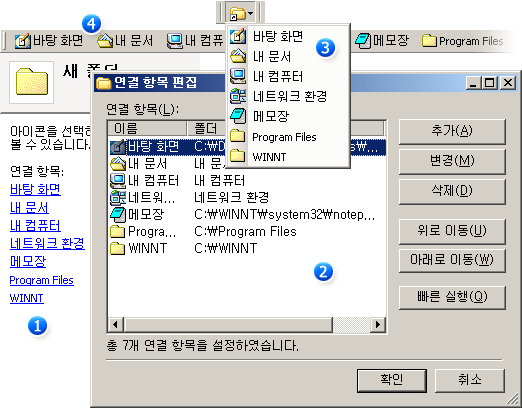 4
바탕 화면 내 문서 내 컴퓨 메모장 Program Files
바탕 화면
내 문서
내 컴퓨터
네트워크 환경
메모장
Program Files
WINNT
3
새 폴더
아이콘을 선택하
볼 수 있습니다.
연결 항목:
바탕 화면
내 문서
내 컴퓨터
네트워크 환경
메모장
Program Files
WINNT
1
연결 항목 편집
연결 항목(L):
이름 폴더
바탕 화면 C:₩D s₩...
내 문서 내 문서
내 컴퓨터 내 컴퓨터
네트워... 네트워크 환경
메모장 C:₩WINNT₩system32₩notep...
Progra... C:₩Program Files
WINNT C:₩WINNT
2
총 7개 연결 항목을 설정하였습니다.
추가(A)
변경(M)
삭제(D)
위로 이동(U)
아래로 이동(W)
빠른 실행(Q)
확인 취소